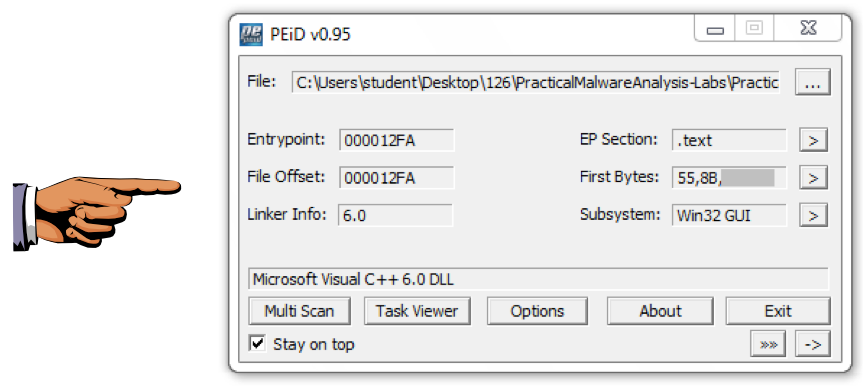 PEiD v0.95
File: C:\Users\student\Desktop\126\PracticalMalwareAnalysis-Labs\Practic ...
Entrypoint: 000012FA EP Section: .text >
File Offset: 000012FA First Bytes: 55,8B, >
Linker Info: 6.0 Subsystem: Win32 GUI >
Microsoft Visual C++ 6.0 DLL
Multi Scan Task Viewer Options About Exit
Stay on top »» ->